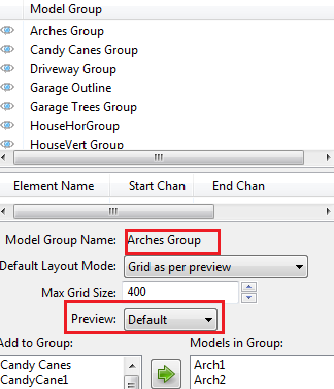 Model Group
Arches Group
Candy Canes Group
Driveway Group
Garage Outline
Garage Trees Group
HouseHorGroup
HouseVert Group
Element Name Start Chan End Chan
Model Group Name: Arches Group
Default Layout Mode: Grid as per preview
Max Grid Size: 400
Preview: Default
Add to Group: Models in Group:
Candy Canes Arch1
CandyCane1 Arch2